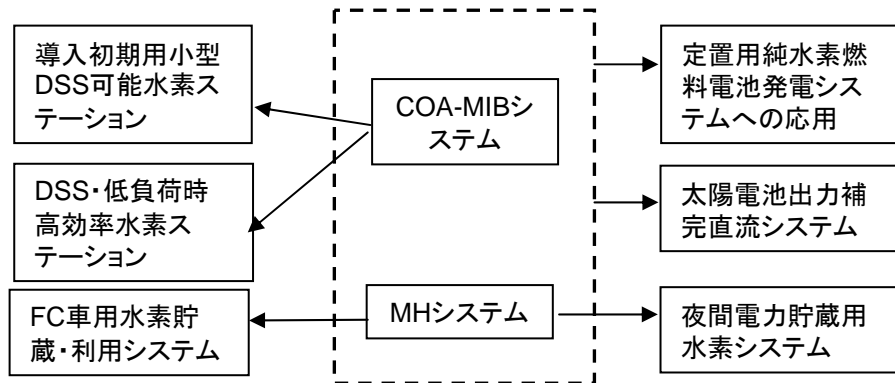 導入初期用小型
DSS可能水素ス
テーション
DSS・低負荷時
高効率水素ス
テーション
FC車用水素貯
蔵・利用システム
COA-MIBシ
ステム
MHシステム
定置用純水素燃
料電池発電シス
テムへの応用
太陽電池出力補
完直流システム
夜間電力貯蔵用
水素システム